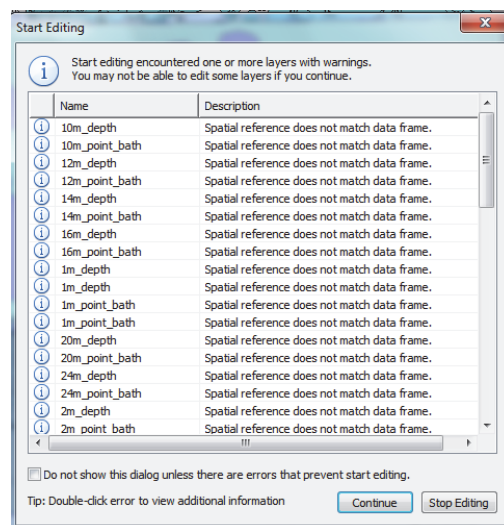 Start Editing
Start editing encountered one or more layers with warnings.
You may not be able to edit some layers if you continue.
Name Description
10m_depth Spatial reference does not match data frame.
10m_point_bath Spatial reference does not match data frame.
12m_depth Spatial reference does not match data frame.
12m_point_bath Spatial reference does not match data frame.
14m_depth Spatial reference does not match data frame.
14m_point_bath Spatial reference does not match data frame.
16m_depth Spatial reference does not match data frame.
16m_point_bath Spatial reference does not match data frame.
1m_depth Spatial reference does not match data frame.
1m_depth Spatial reference does not match data frame.
1m_point_bath Spatial reference does not match data frame.
1m_point_bath Spatial reference does not match data frame.
20m_depth Spatial reference does not match data frame.
20m_point_bath Spatial reference does not match data frame.
24m_depth Spatial reference does not match data frame.
24m_point_bath Spatial reference does not match data frame.
2m_depth Spatial reference does not match data frame.
2m_point_bath Spatial reference does not match data frame.
Do not show this dialog unless there are errors that prevent start editing.
Tip: Double-click error to view additional information Continue Stop Editing